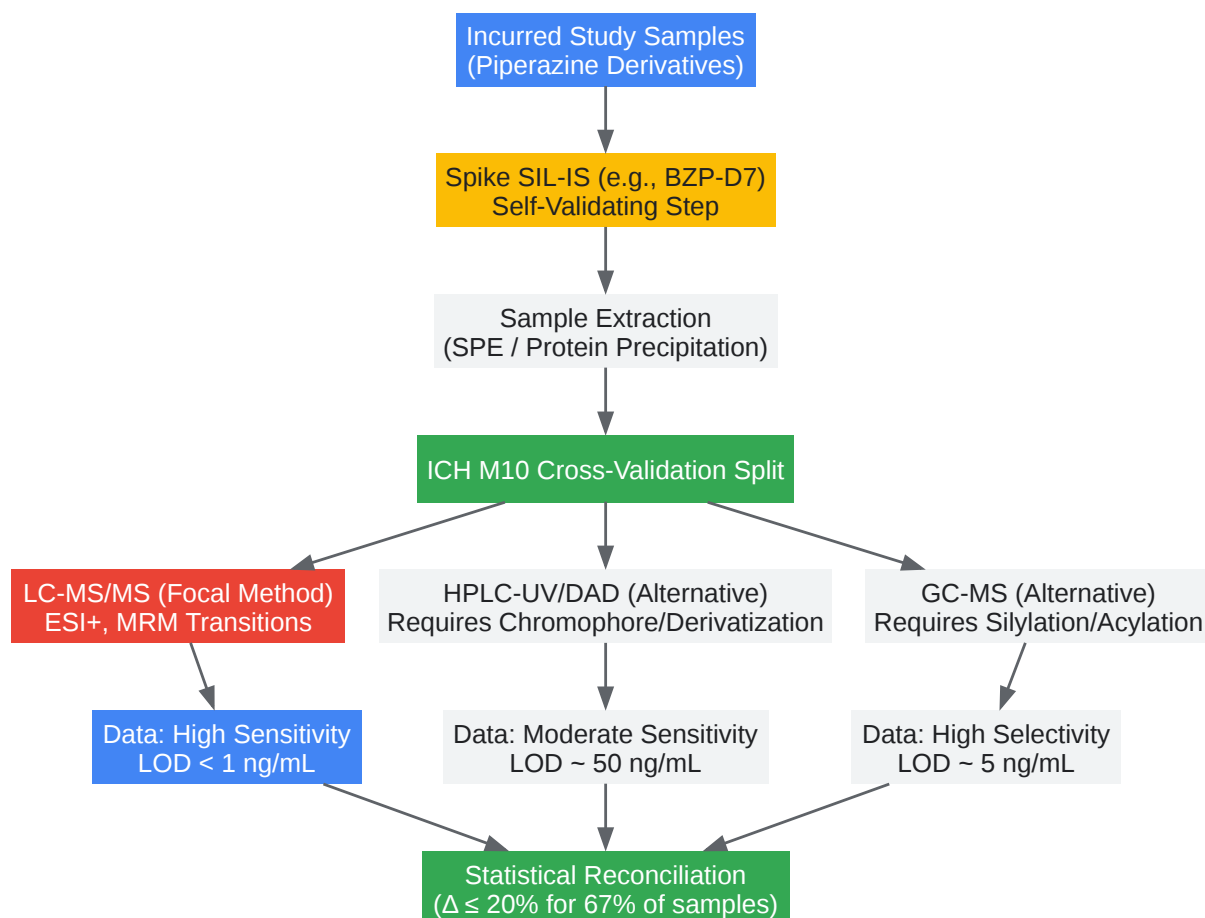 Incurred Study Samples
(Piperazine Derivatives)
Spike SIL-IS (e.g., BZP-D7)
Self-Validating Step
Sample Extraction
(SPE / Protein Precipitation)
ICH M10 Cross-Validation Split
LC-MS/MS (Focal Method)
ESI+, MRM Transitions
HPLC-UV/DAD (Alternative)
Requires Chromophore/Derivatization
GC-MS (Alternative)
Requires Silylation/Acylation
Data: High Sensitivity
LOD < 1 ng/mL
Data: Moderate Sensitivity
LOD ~ 50 ng/mL
Data: High Selectivity
LOD ~ 5 ng/mL
Statistical Reconciliation
(Δ ≤ 20% for 67% of samples)